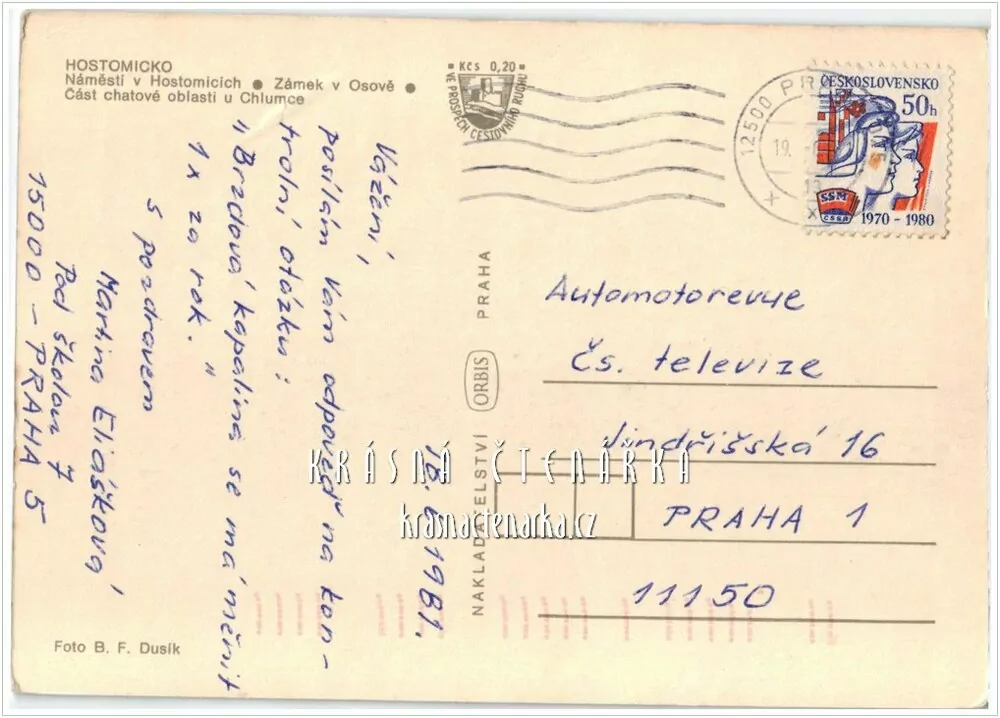 HOSTOMICKO
Náměstí v Hostomicích ● Zámek v Osově ●
Část chatové oblasti u Chlumce
Kčs 0,20
VE PROSPĚCH CESTOVNÍHO RUCHU
12500 PR
19.
ČESKOSLOVENSKO
50h
SSM
ČSSR
1970 - 1980
16.6.1981.
Vážení,
posílám Vám odpověď na kon-
trolní otázku:
"Brzdová kapalina se má měnit
1x za rok."
S pozdravem
Martina Eliášková
Pod školou 7
15000 - PRAHA 5
NAKLADATELSTVÍ ORBIS PRAHA
Automotorevue
Čs. televize
Jindřišská 16
PRAHA 1
11150
KRÁSNÁ ČTENÁŘKA
krasnactenarka.cz
Foto B. F. Dusík